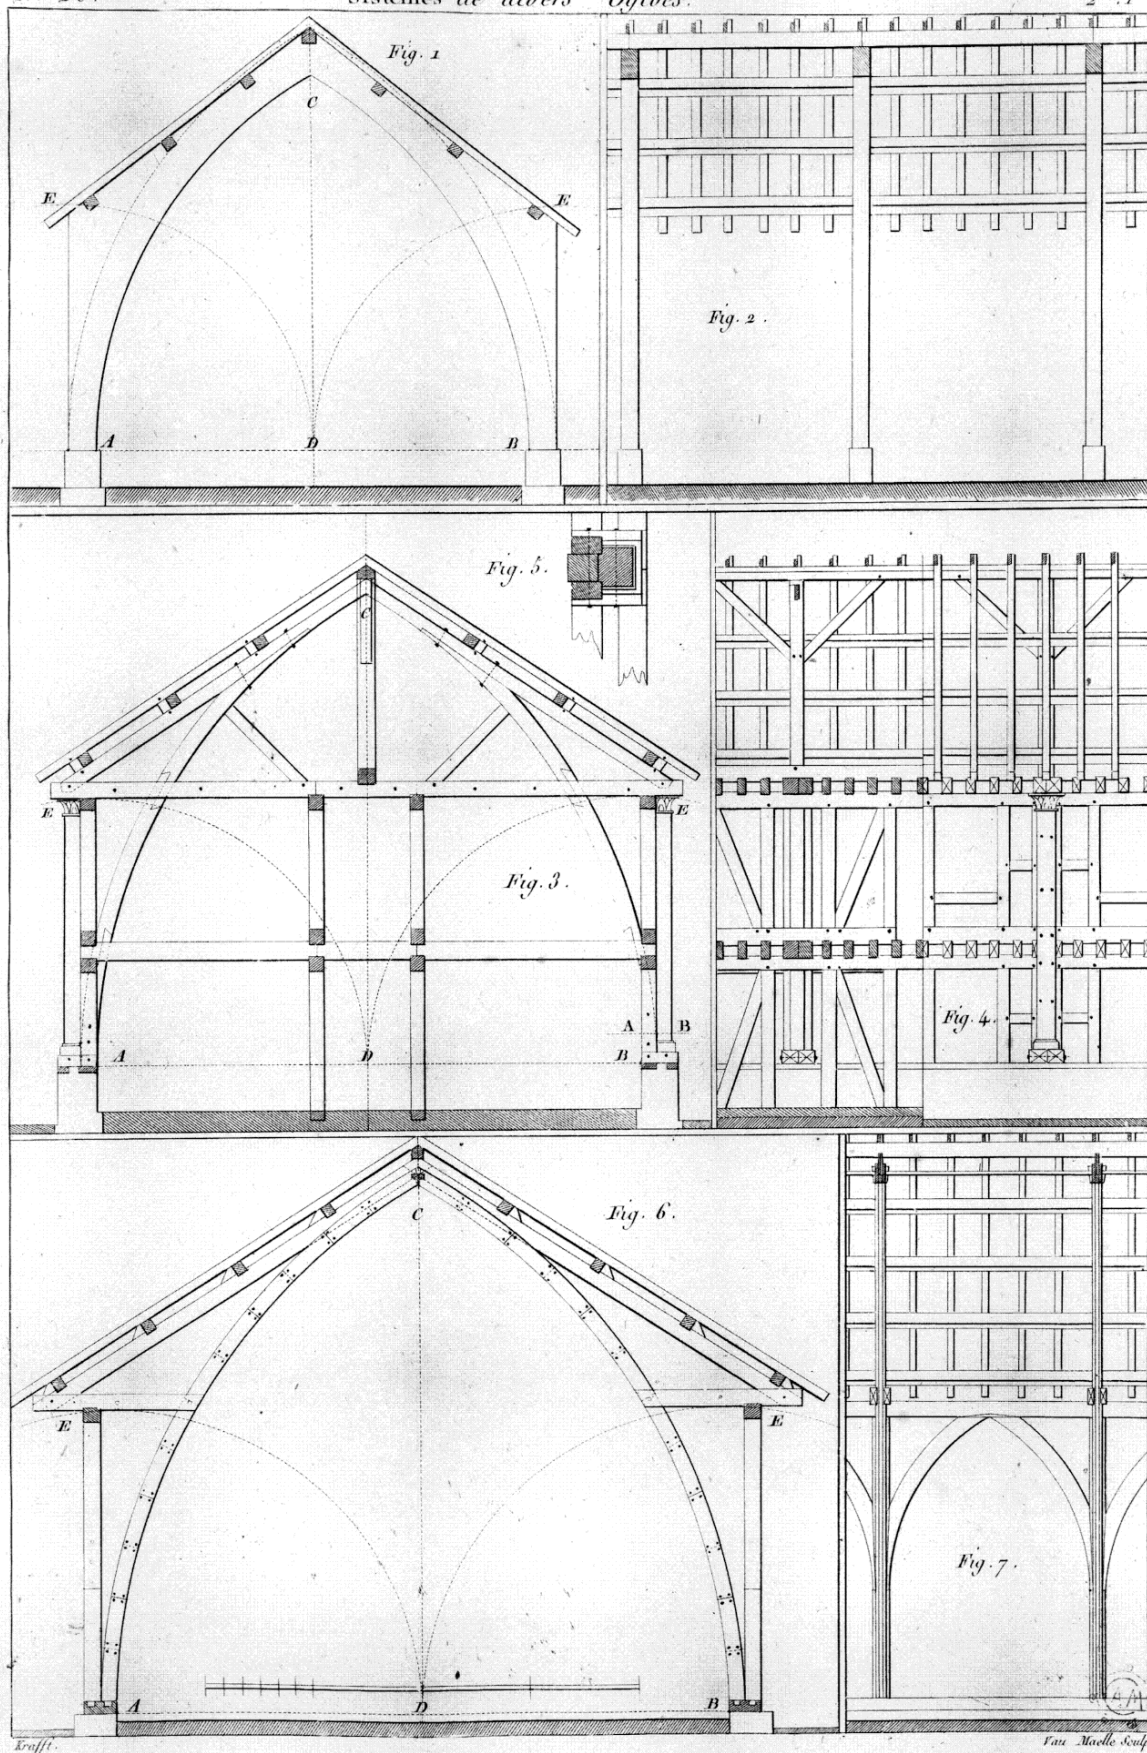 Sistèmes de divers Ogives.
Fig. 1
C
E
E
A
D
B
Fig. 2.
Fig. 5.
C
E
E
Fig. 3.
A B
A
D
B
Fig. 4.
Fig. 6.
C
E
E
Fig. 7.
A
D
B
Krafft.
Van Maelle Sculp